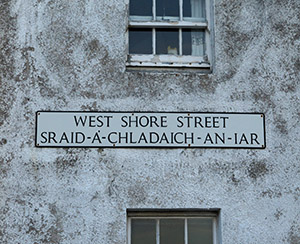 WEST SHORE STREET
SRAID-A-CHLADAICH-AN-IAR